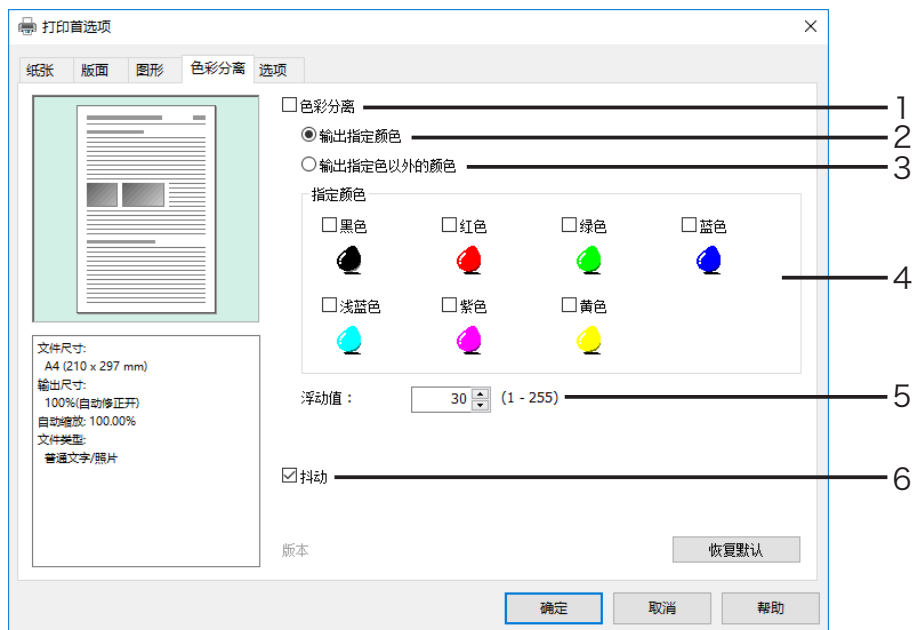 打印首选项
纸张 版面 图形 色彩分离 选项
色彩分离 1
输出指定颜色 2
输出指定色以外的颜色 3
指定颜色
黑色 红色 绿色 蓝色
4
浅蓝色 紫色 黄色
文件尺寸:
A4 (210 x 297 mm)
输出尺寸:
100%(自动修正开)
自动缩放: 100.00%
文件类型:
普通文字/照片
浮动值： 30 (1 - 255) 5
抖动 6
版本 恢复默认
确定 取消 帮助